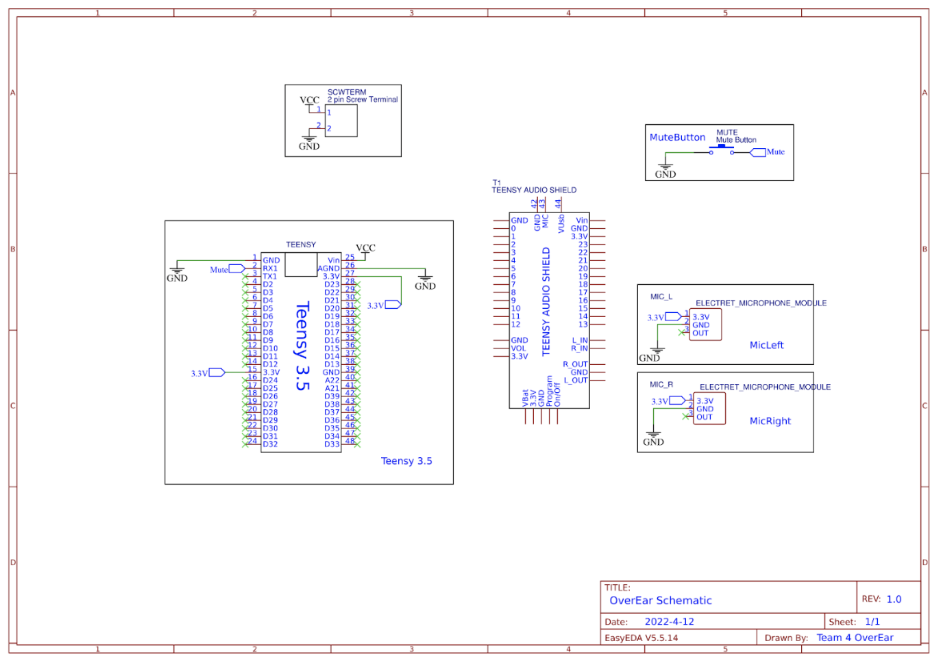 1 2 3 4 5
A A
B B
C C
D D
SCWTERM
2 pin Screw Terminal
VCC
1 1
2 2
GND
MuteButton
MUTE
Mute Button
Mute
GND
TEENSY
Teensy 3.5
VCC
GND
GND
Mute
3.3V
3.3V
1 GND Vin 25
2 RX1 AGND 26
3 TX1 3.3V 27
4 D2 D23 28
5 D3 D22 29
6 D4 D21 30
7 D5 D20 31
8 D6 D19 32
9 D7 D18 33
10 D8 D17 34
11 D9 D16 35
12 D10 D15 36
13 D11 D14 37
14 D12 D13 38
15 3.3V GND 39
16 D24 A22 40
17 D25 A21 41
18 D26 D39 42
19 D27 D38 43
20 D28 D37 44
21 D29 D36 45
22 D30 D35 46
23 D31 D34 47
24 D32 D33 48
Teensy 3.5
T1
TEENSY AUDIO SHIELD
42 43 44
GND MIC VUsb
TEENSY AUDIO SHIELD
GND Vin
0 GND
1 3.3V
2 23
3 22
4 21
5 20
6 19
7 18
8 17
9 16
10 15
11 14
12 13
GND L_IN
VOL R_IN
3.3V
R_OUT
GND
L_OUT
VBat 3.3V GND Program On/Off
MIC_L
ELECTRET_MICROPHONE_MODULE
3.3V
1 3.3V
2 GND
3 OUT
GND
MicLeft
MIC_R
ELECTRET_MICROPHONE_MODULE
3.3V
1 3.3V
2 GND
3 OUT
GND
MicRight
TITLE:
OverEar Schematic
REV: 1.0
Date: 2022-4-12
Sheet: 1/1
EasyEDA V5.5.14
Drawn By: Team 4 OverEar
1 2 3 4 5